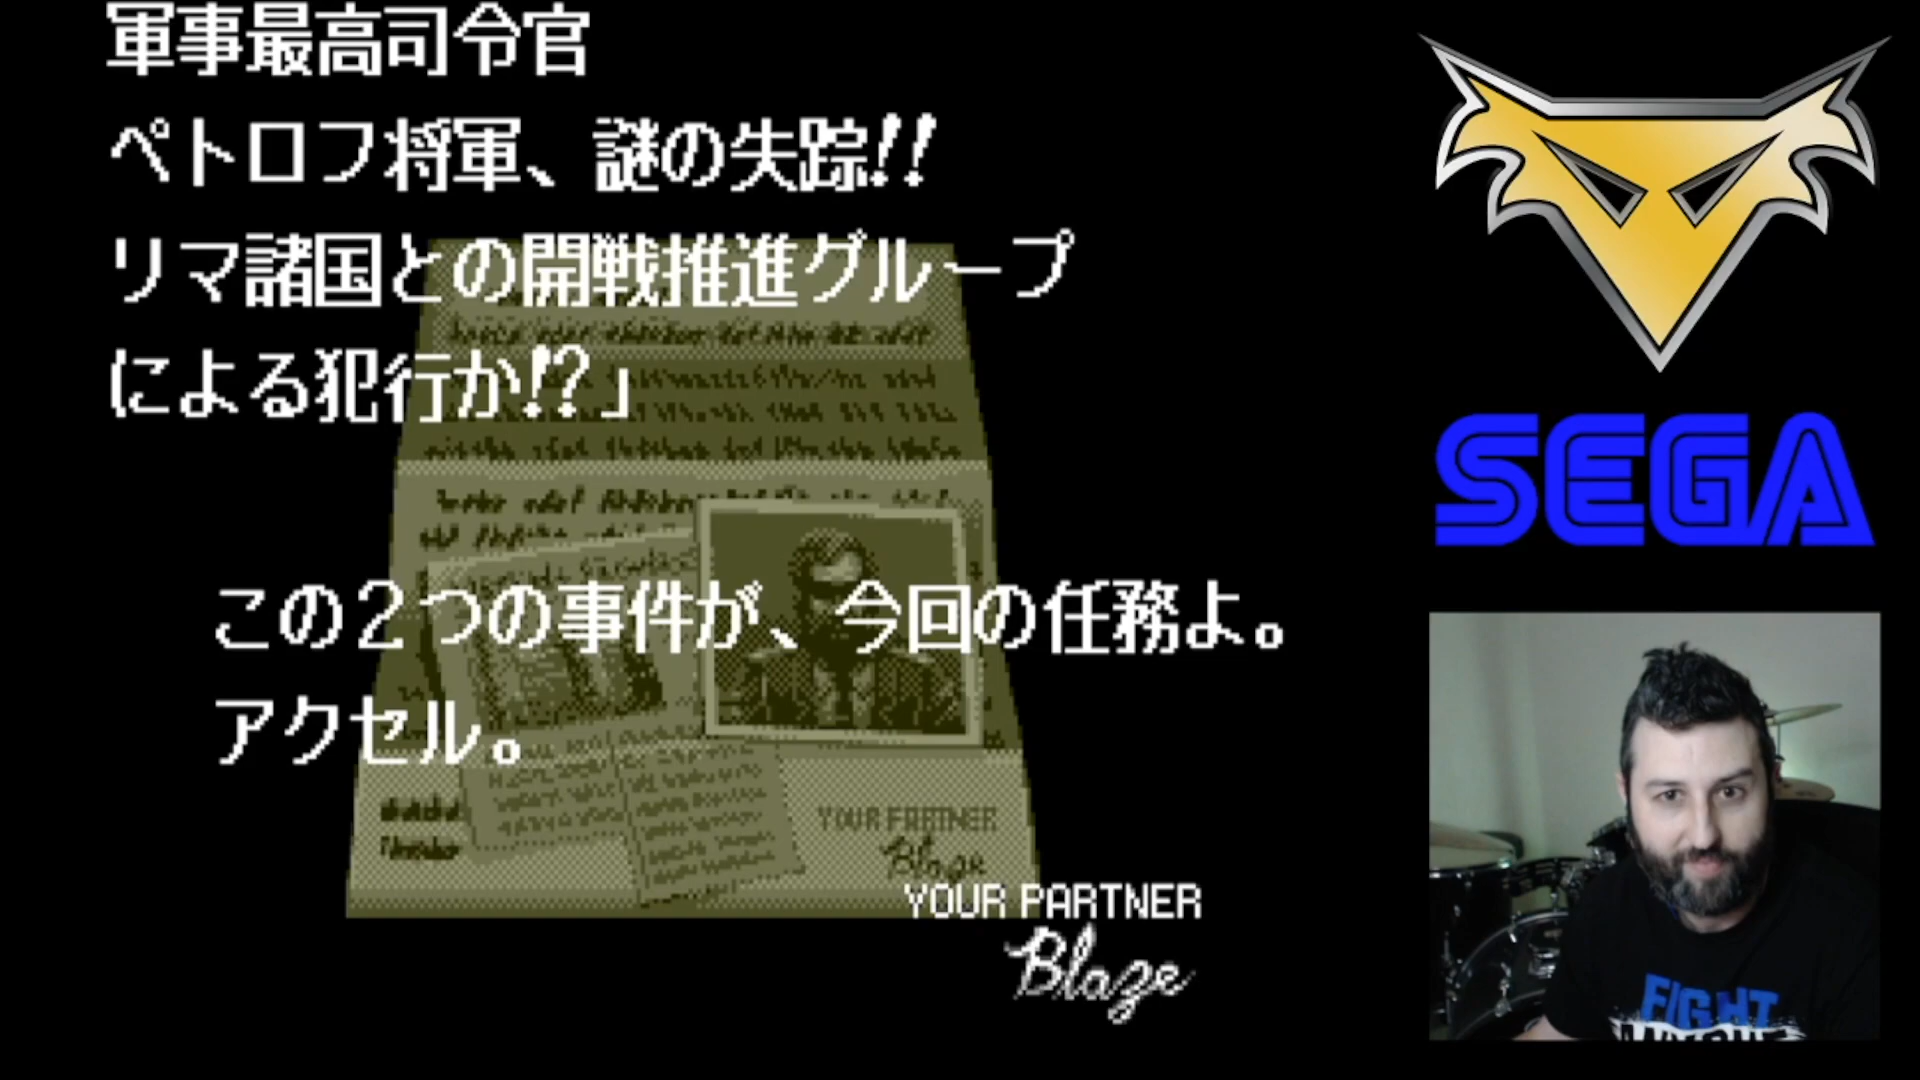 軍事最高司令官
ペトロフ将軍、謎の失踪!!
リマ諸国との開戦推進グループ
による犯行か!?」
この2つの事件が、今回の任務よ。
アクセル。
YOUR PARTNER
Blaze
YOUR PARTNER
Blaze
SEGA
FIGHT